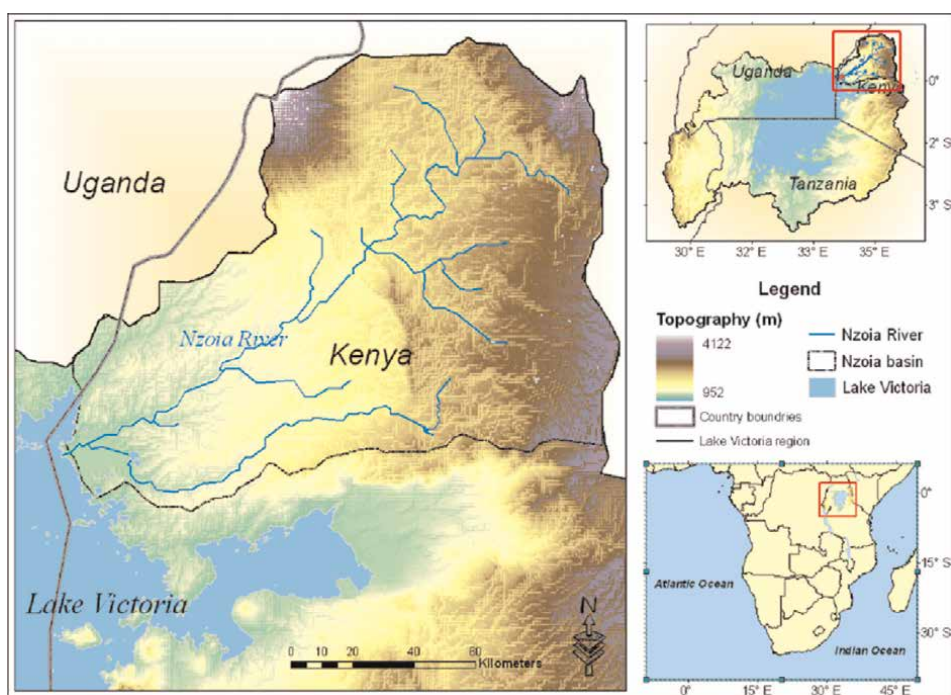 Uganda
Nzoia River
Kenya
Lake Victoria
N
0 10 20 40 60
Kilometers
Uganda
Kenya
Tanzania
0°
-2° S
-3° S
30° E 32° E 33° E 35° E
Legend
Topography (m)
4122
952
Nzoia River
Nzoia basin
Lake Victoria
Country boundries
Lake Victoria region
0°
-15° S
-30° S
Atlantic Ocean
Indian Ocean
0° 15° E 30° E 45° E